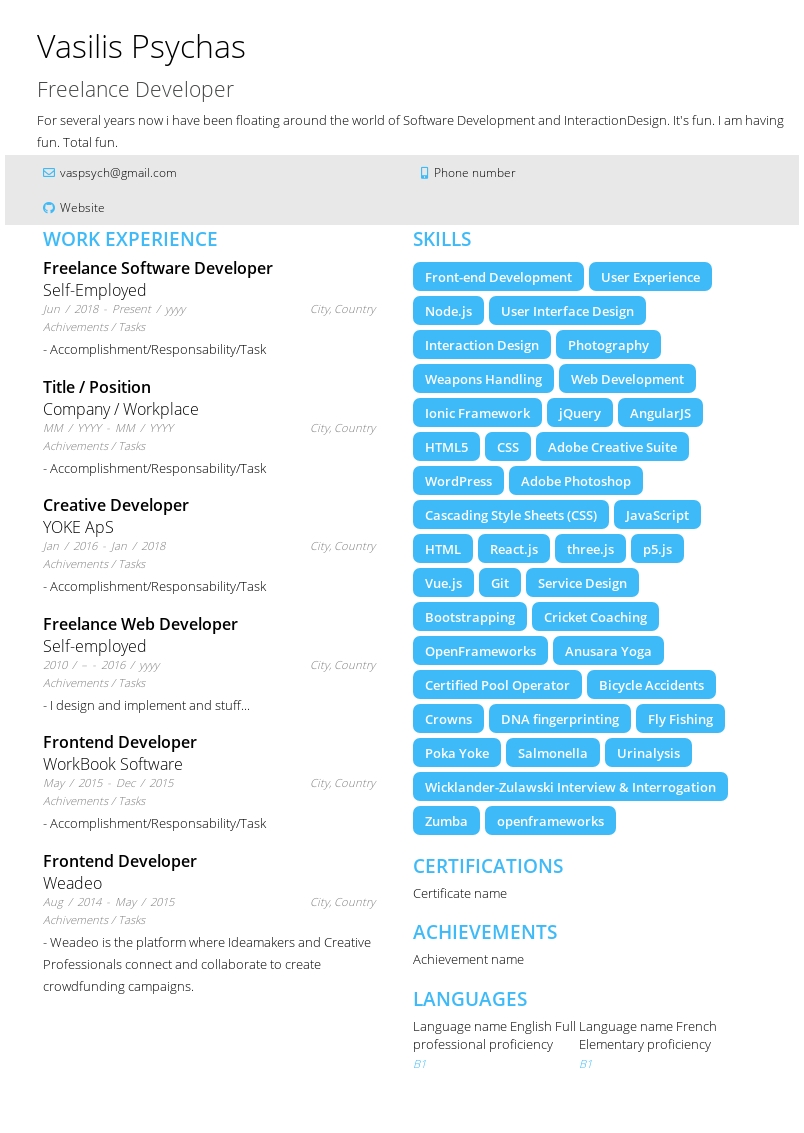 Vasilis Psychas
Freelance Developer
For several years now i have been floating around the world of Software Development and InteractionDesign. It's fun. I am having
fun. Total fun.
vaspsych@gmail.com
Phone number
Website
WORK EXPERIENCE
Freelance Software Developer
Self-Employed
Jun / 2018 - Present / yyyy City, Country
Achivements / Tasks
- Accomplishment/Responsability/Task
Title / Position
Company / Workplace
MM / YYYY - MM / YYYY City, Country
Achivements / Tasks
- Accomplishment/Responsability/Task
Creative Developer
YOKE ApS
Jan / 2016 - Jan / 2018 City, Country
Achivements / Tasks
- Accomplishment/Responsability/Task
Freelance Web Developer
Self-employed
2010 / – - 2016 / yyyy City, Country
Achivements / Tasks
- I design and implement and stuff...
Frontend Developer
WorkBook Software
May / 2015 - Dec / 2015 City, Country
Achivements / Tasks
- Accomplishment/Responsability/Task
Frontend Developer
Weadeo
Aug / 2014 - May / 2015 City, Country
Achivements / Tasks
- Weadeo is the platform where Ideamakers and Creative
Professionals connect and collaborate to create
crowdfunding campaigns.
SKILLS
Front-end Development User Experience
Node.js User Interface Design
Interaction Design Photography
Weapons Handling Web Development
Ionic Framework jQuery AngularJS
HTML5 CSS Adobe Creative Suite
WordPress Adobe Photoshop
Cascading Style Sheets (CSS) JavaScript
HTML React.js three.js p5.js
Vue.js Git Service Design
Bootstrapping Cricket Coaching
OpenFrameworks Anusara Yoga
Certified Pool Operator Bicycle Accidents
Crowns DNA fingerprinting Fly Fishing
Poka Yoke Salmonella Urinalysis
Wicklander-Zulawski Interview & Interrogation
Zumba openframeworks
CERTIFICATIONS
Certificate name
ACHIEVEMENTS
Achievement name
LANGUAGES
Language name English Full
professional proficiency
B1
Language name French
Elementary proficiency
B1